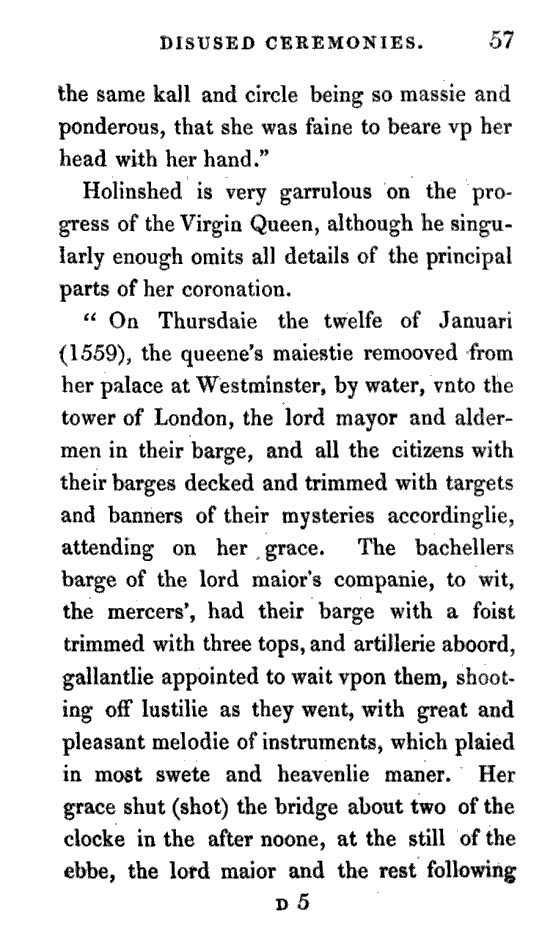 DISUSED CEREMONIES. 57
the same kall and circle being so massie and
ponderous, that she was faine to beare vp her
head with her hand.”
Holinshed is very garrulous on the pro-
gress of the Virgin Queen, although he singu-
larly enough omits all details of the principal
parts of her coronation.
“ On Thursdaie the twelfe of Januari
(1559), the queene's maiestie remooved from
her palace at Westminster, by water, vnto the
tower of London, the lord mayor and alder-
men in their barge, and all the citizens with
their barges decked and trimmed with targets
and banners of their mysteries accordinglie,
attending on her grace. The bachellers
barge of the lord maior's companie, to wit,
the mercers', had their barge with a foist
trimmed with three tops, and artillerie aboord,
gallantlie appointed to wait vpon them, shoot-
ing off lustilie as they went, with great and
pleasant melodie of instruments, which plaied
in most swete and heavenlie maner. Her
grace shut (shot) the bridge about two of the
clocke in the after noone, at the still of the
ebbe, the lord maior and the rest following
D 5